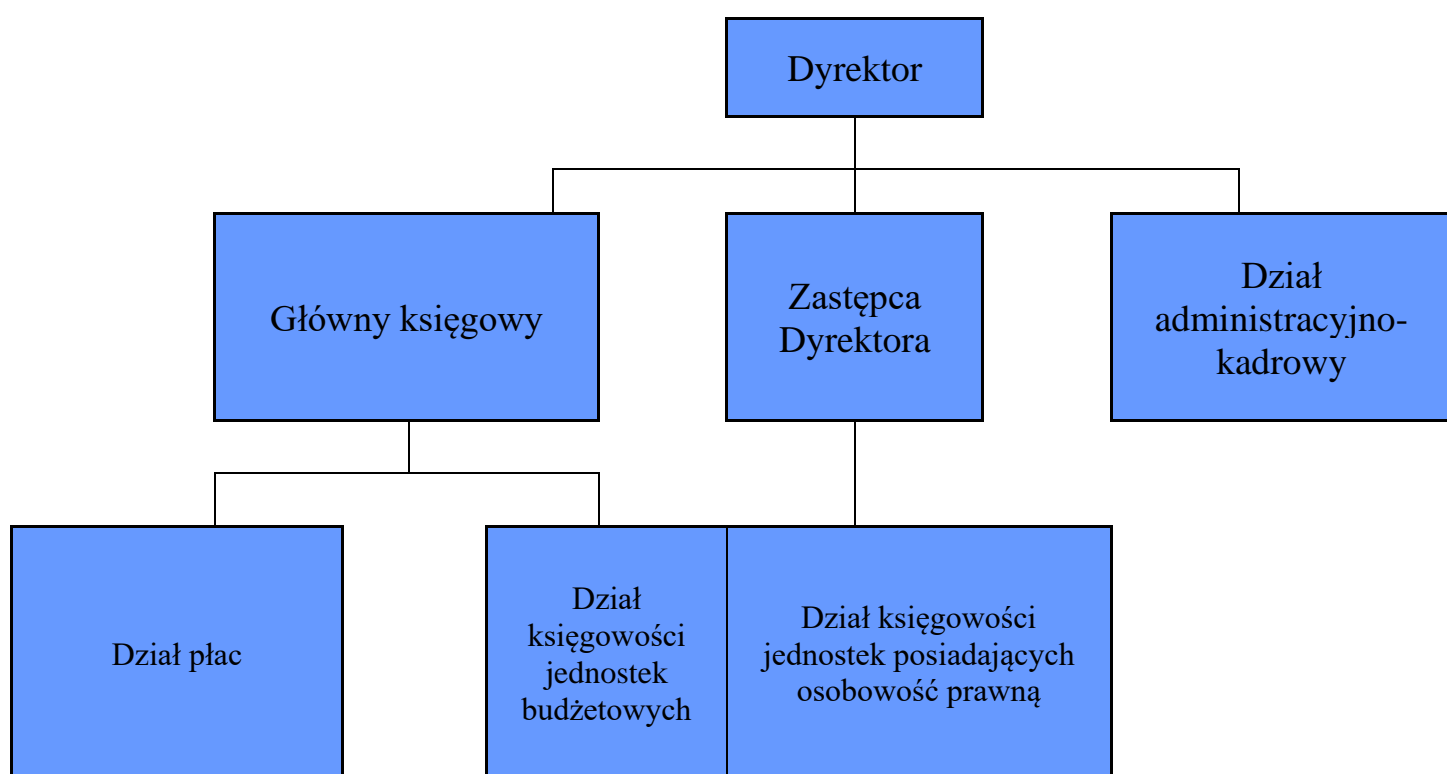 Dyrektor
Główny księgowy
Zastępca
Dyrektora
Dział
administracyjno-
kadrowy
Dział płac
Dział
księgowości
jednostek
budżetowych
Dział księgowości
jednostek posiadających
osobowość prawną